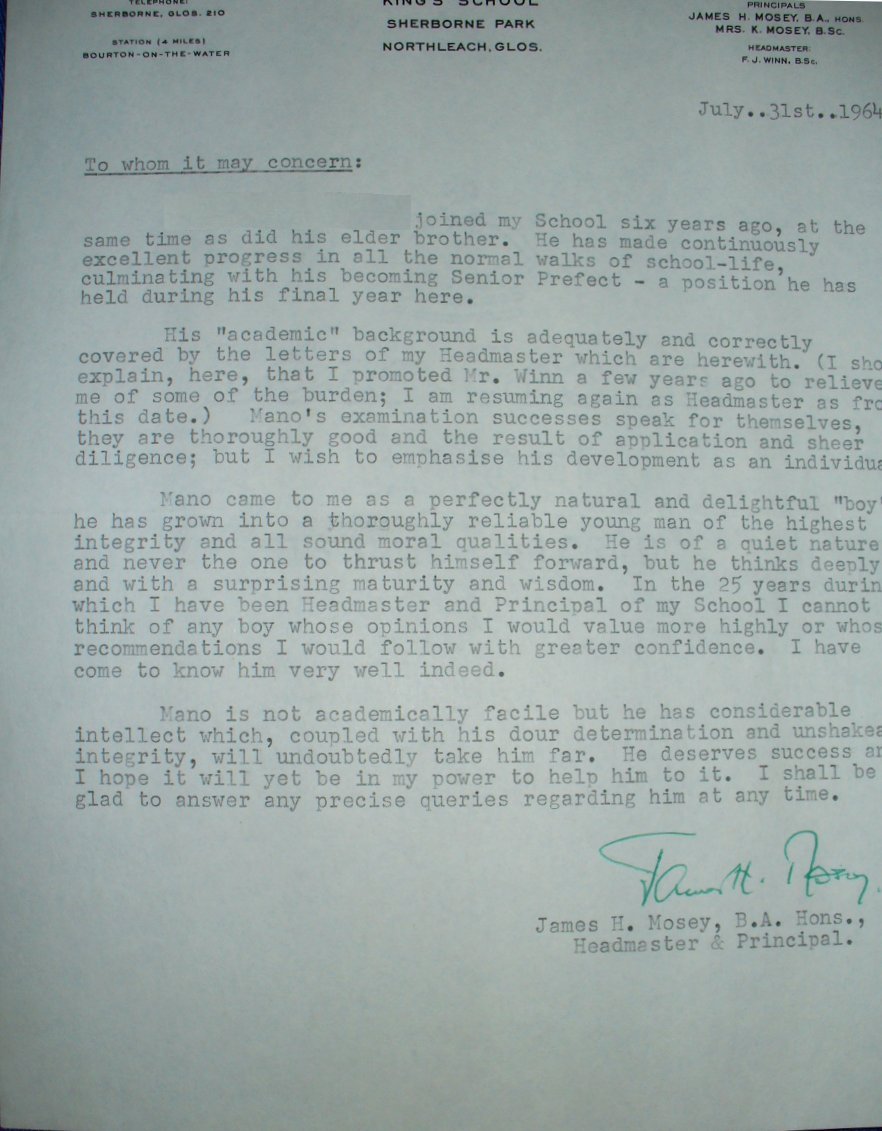 TELEPHONE:
SHERBORNE, GLOS. 210
STATION (4 MILES)
BOURTON-ON-THE-WATER
KING'S SCHOOL
SHERBORNE PARK
NORTHLEACH, GLOS.
PRINCIPALS
JAMES H. MOSEY, B.A., HONS
MRS. K. MOSEY, B.Sc.
HEADMASTER:
F. J. WINN, B.Sc.
July..31st..1964
To whom it may concern:
joined my School six years ago, at the
same time as did his elder brother. He has made continuously
excellent progress in all the normal walks of school-life,
culminating with his becoming Senior Prefect - a position he has
held during his final year here.
His "academic" background is adequately and correctly
covered by the letters of my Headmaster which are herewith. (I sho
explain, here, that I promoted Mr. Winn a few years ago to relieve
me of some of the burden; I am resuming again as Headmaster as fro
this date.) Mano's examination successes speak for themselves,
they are thoroughly good and the result of application and sheer
diligence; but I wish to emphasise his development as an individua
Mano came to me as a perfectly natural and delightful "boy"
he has grown into a thoroughly reliable young man of the highest
integrity and all sound moral qualities. He is of a quiet nature
and never the one to thrust himself forward, but he thinks deeply
and with a surprising maturity and wisdom. In the 25 years durin
which I have been Headmaster and Principal of my School I cannot
think of any boy whose opinions I would value more highly or whos
recommendations I would follow with greater confidence. I have
come to know him very well indeed.
Mano is not academically facile but he has considerable
intellect which, coupled with his dour determination and unshakea
integrity, will undoubtedly take him far. He deserves success an
I hope it will yet be in my power to help him to it. I shall be
glad to answer any precise queries regarding him at any time.
James H. Mosey.
James H. Mosey, B.A. Hons.,
Headmaster & Principal.